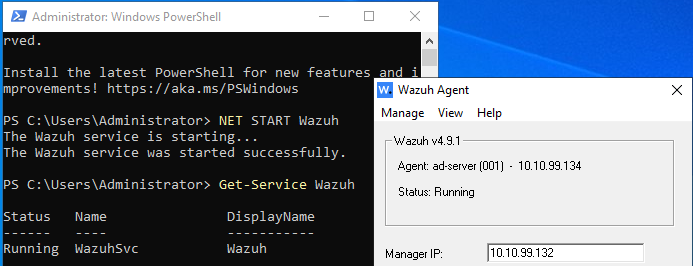 Administrator: Windows PowerShell
rved.
Install the latest PowerShell for new features and i
mprovements! https://aka.ms/PSWindows
PS C:\Users\Administrator> NET START Wazuh
The Wazuh service is starting...
The Wazuh service was started successfully.
PS C:\Users\Administrator> Get-Service Wazuh
Status   Name               DisplayName
------   ----               -----------
Running  WazuhSvc           Wazuh
Wazuh Agent
Manage View Help
Wazuh v4.9.1
Agent: ad-server (001) - 10.10.99.134
Status: Running
Manager IP: 10.10.99.132